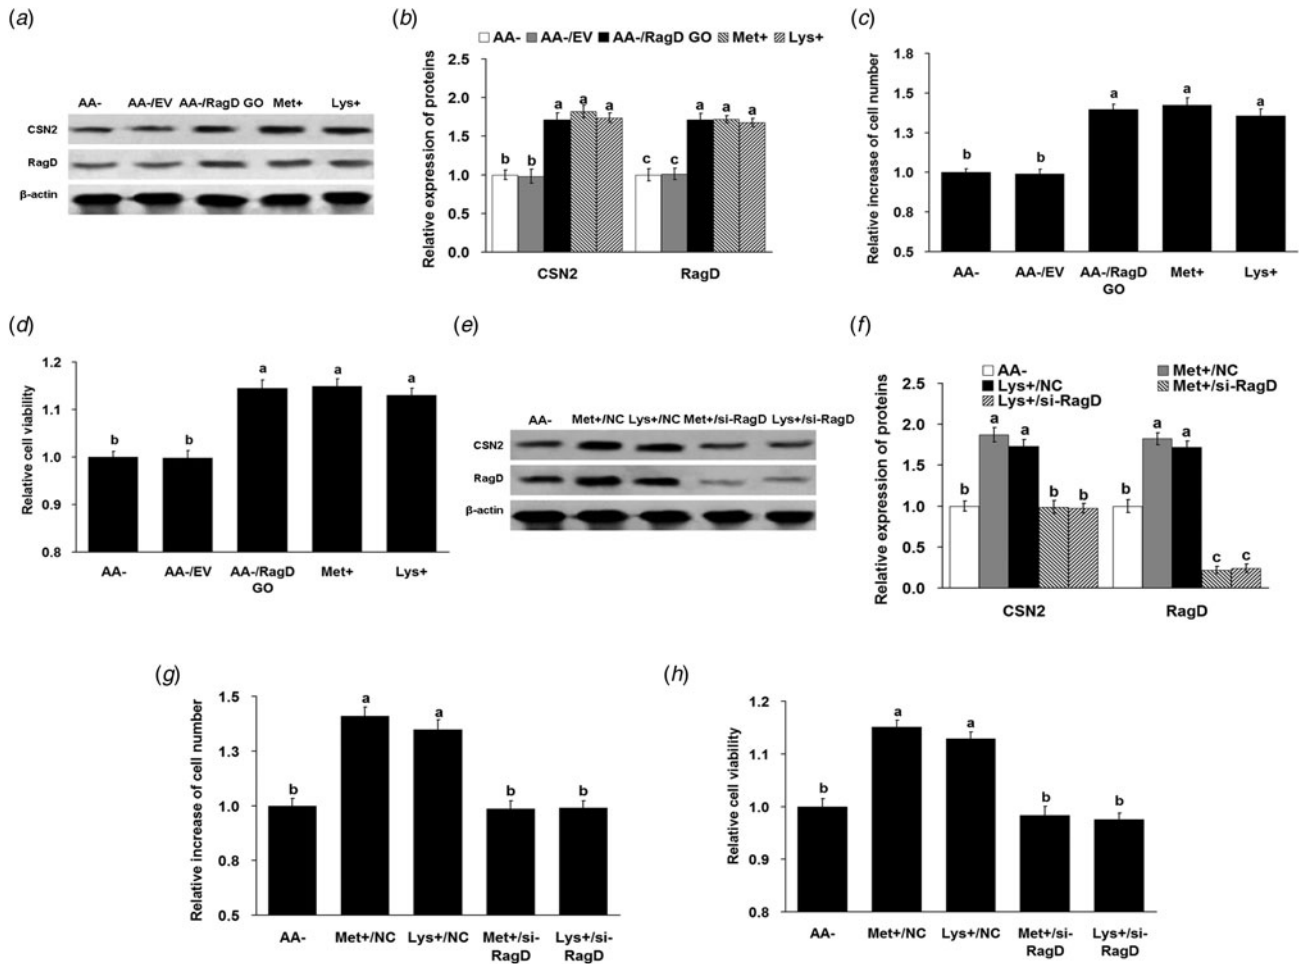 (a)
AA- AA-/EV AA-/RagD GO Met+ Lys+
CSN2
RagD
β-actin
(b)
AA- AA-/EV AA-/RagD GO Met+ Lys+
Relative expression of proteins
2.5
2.0
1.5
1.0
0.5
0.0
b b a a a
c c a a a
CSN2 RagD
(c)
Relative increase of cell number
1.8
1.5
1.3
1.0
0.8
0.5
b b a a a
AA- AA-/EV AA-/RagD Met+ Lys+
GO
(d)
Relative cell viability
1.2
1.1
1.0
0.9
0.8
b b a a a
AA- AA-/EV AA-/RagD Met+ Lys+
GO
(e)
AA- Met+/NC Lys+/NC Met+/si-RagD Lys+/si-RagD
CSN2
RagD
β-actin
(f)
AA- Met+/NC
Lys+/NC Met+/si-RagD
Lys+/si-RagD
Relative expression of proteins
2.5
2.0
1.5
1.0
0.5
0.0
b a a b b
b a a c c
CSN2 RagD
(g)
Relative increase of cell number
1.5
1.3
1.0
0.8
0.5
b a a b b
AA- Met+/NC Lys+/NC Met+/si- Lys+/si-
RagD RagD
(h)
Relative cell viability
1.2
1.1
1.0
0.9
0.8
b a a b b
AA- Met+/NC Lys+/NC Met+/si- Lys+/si-
RagD RagD